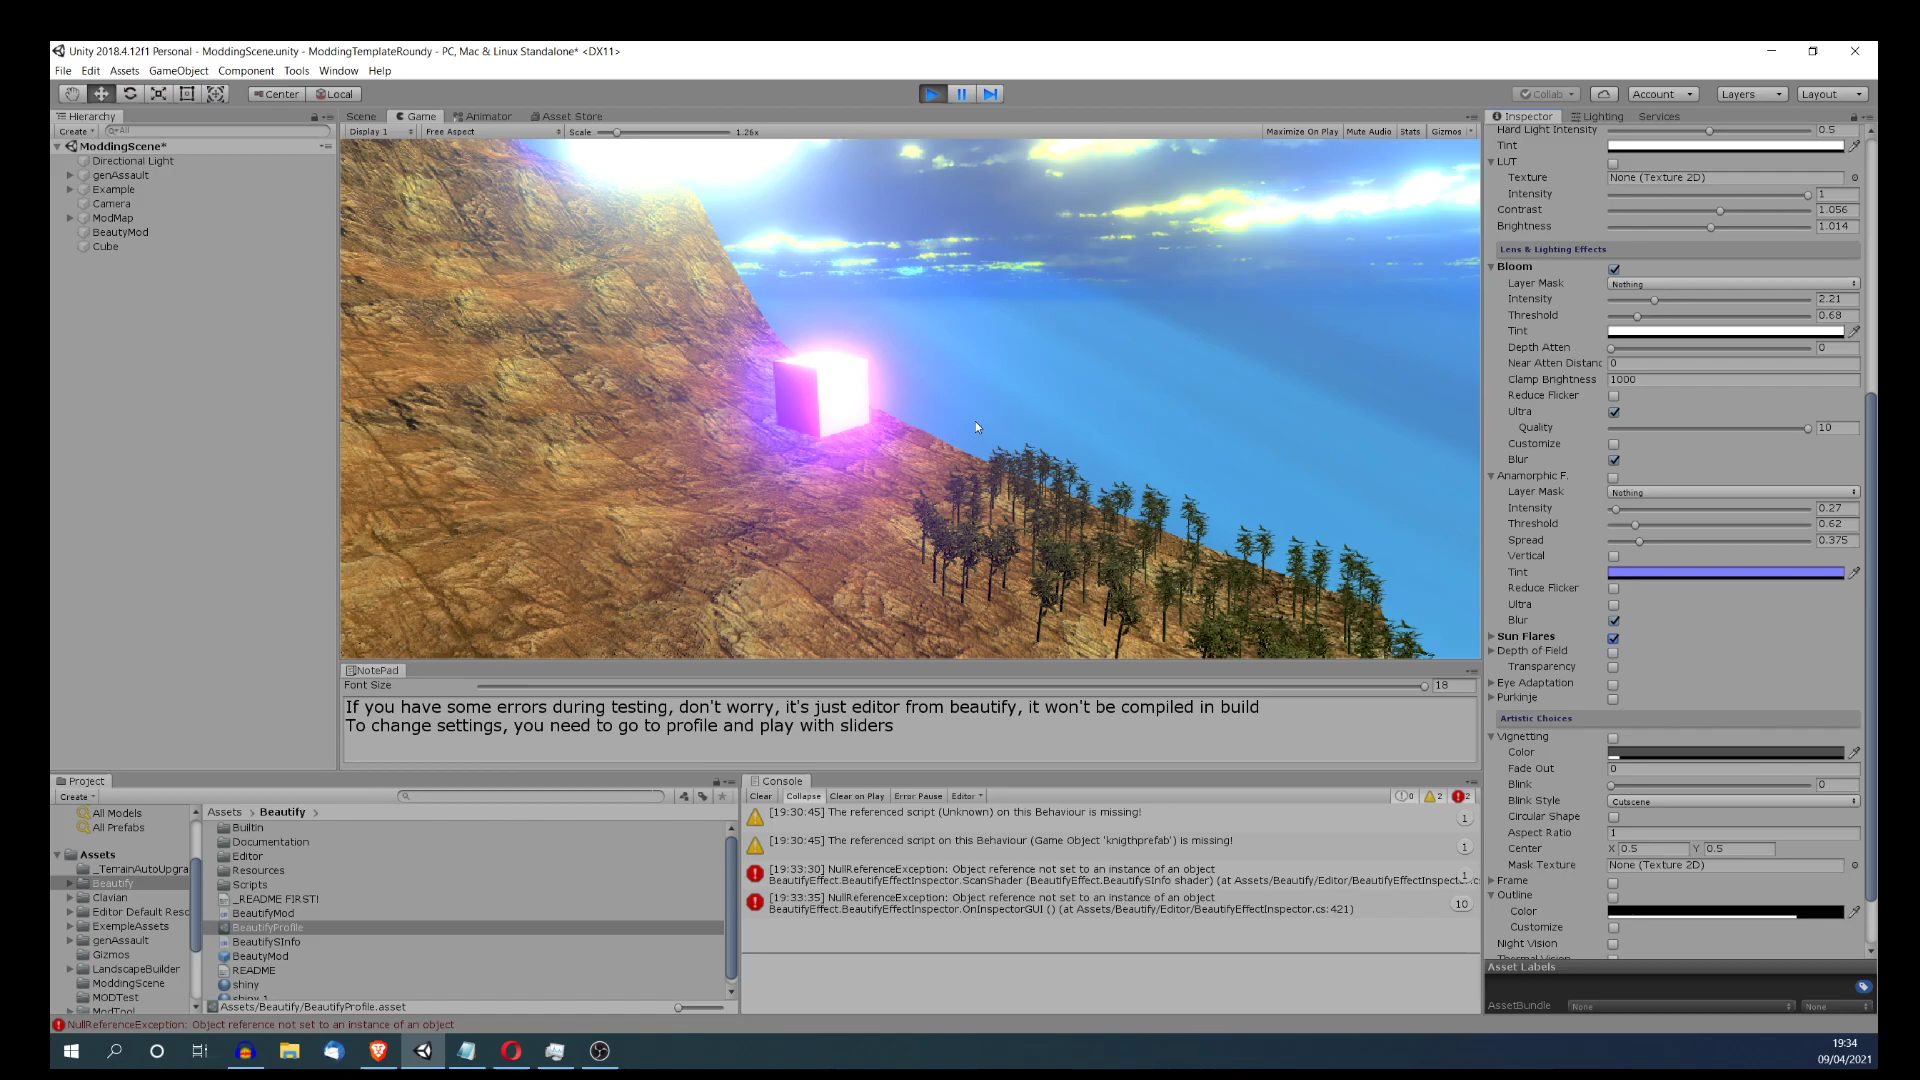 Unity 2018.4.12f1 Personal - ModdingScene.unity - ModdingTemplateRoundy - PC, Mac & Linux Standalone* <DX11>
File Edit Assets GameObject Component Tools Window Help
Center Local
Collab Account Layers Layout
Hierarchy
Create All
ModdingScene*
Directional Light
genAssault
Example
Camera
ModMap
BeautyMod
Cube
Scene Game Animator Asset Store
Display 1 Free Aspect Scale 1.26x Maximize On Play Mute Audio Stats Gizmos
Inspector Lighting Services
Hard Light Intensity 0.5
Tint
LUT
Texture None (Texture 2D)
Intensity 1
Contrast 1.056
Brightness 1.014
Lens & Lighting Effects
Bloom
Layer Mask Nothing
Intensity 2.21
Threshold 0.68
Tint
Depth Atten 0
Near Atten Distanc 0
Clamp Brightness 1000
Reduce Flicker
Ultra
Quality 10
Customize
Blur
Anamorphic F.
Layer Mask Nothing
Intensity 0.27
Threshold 0.62
Spread 0.375
Vertical
Tint
Reduce Flicker
Ultra
Blur
Sun Flares
Depth of Field
Transparency
Eye Adaptation
Purkinje
Artistic Choices
Vignetting
Color
Fade Out 0
Blink 0
Blink Style Cutscene
Circular Shape
Aspect Ratio 1
Center X 0.5 Y 0.5
Mask Texture None (Texture 2D)
Frame
Outline
Color
Customize
Night Vision
Thermal Vision
Asset Labels
AssetBundle None None
NotePad
Font Size 18
If you have some errors during testing, don't worry, it's just editor from beautify, it won't be compiled in build
To change settings, you need to go to profile and play with sliders
Project
Create
All Models
All Prefabs
Assets
_TerrainAutoUpgra
Beautify
Clavian
Editor Default Resc
ExempleAssets
genAssault
Gizmos
LandscapeBuilder
ModdingScene
MODTest
ModTool
Assets Beautify
BuiltIn
Documentation
Editor
Resources
Scripts
_README FIRST!
BeautifyMod
BeautifyProfile
BeautifySInfo
BeautyMod
README
shiny
shiny 1
Assets/Beautify/BeautifyProfile.asset
Console
Clear Collapse Clear on Play Error Pause Editor 0 2 2
[19:30:45] The referenced script (Unknown) on this Behaviour is missing! 1
[19:30:45] The referenced script on this Behaviour (Game Object 'knigthprefab') is missing! 1
[19:33:30] NullReferenceException: Object reference not set to an instance of an object 1
BeautifyEffect.BeautifyEffectInspector.ScanShader (BeautifyEffect.BeautifySInfo shader) (at Assets/Beautify/Editor/BeautifyEffectInspector.cs
[19:33:35] NullReferenceException: Object reference not set to an instance of an object 10
BeautifyEffect.BeautifyEffectInspector.OnInspectorGUI () (at Assets/Beautify/Editor/BeautifyEffectInspector.cs:421)
NullReferenceException: Object reference not set to an instance of an object
19:34
09/04/2021